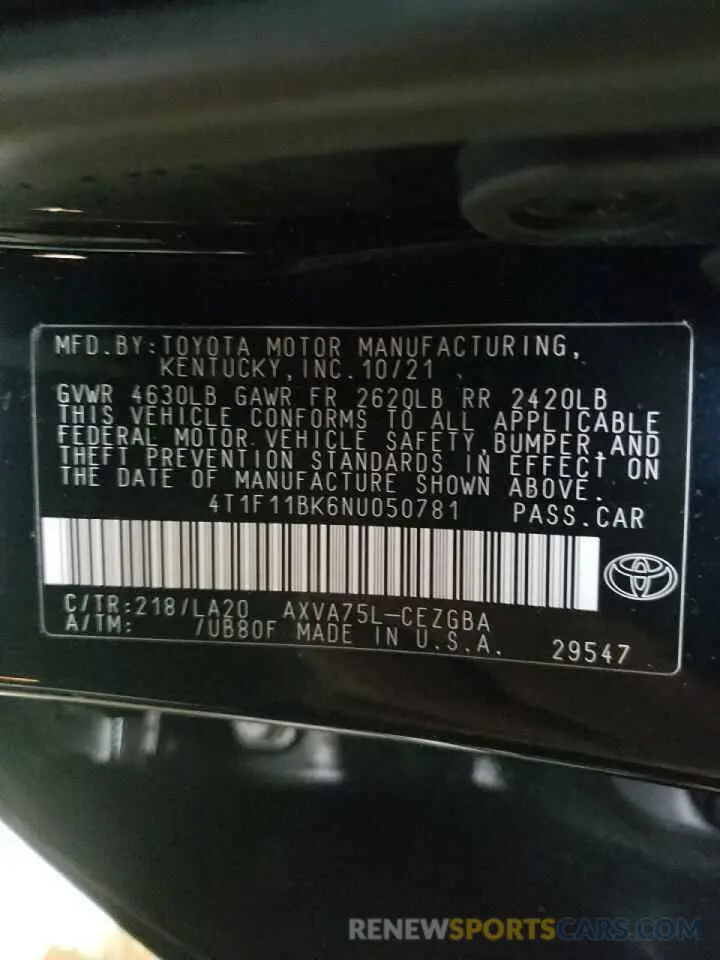 MFD.BY:TOYOTA MOTOR MANUFACTURING,
KENTUCKY,INC.10/21
GVWR 4630LB GAWR FR 2620LB RR 2420LB
THIS VEHICLE CONFORMS TO ALL APPLICABLE
FEDERAL MOTOR VEHICLE SAFETY,BUMPER,AND
THEFT PREVENTION STANDARDS IN EFFECT ON
THE DATE OF MANUFACTURE SHOWN ABOVE.
4T1F11BK6NU050781 PASS.CAR
C/TR:218/LA20 AXVA75L-CEZGBA
A/TM: 7UB80F MADE IN U.S.A. 29547
RENEWSPORTSCARS.COM